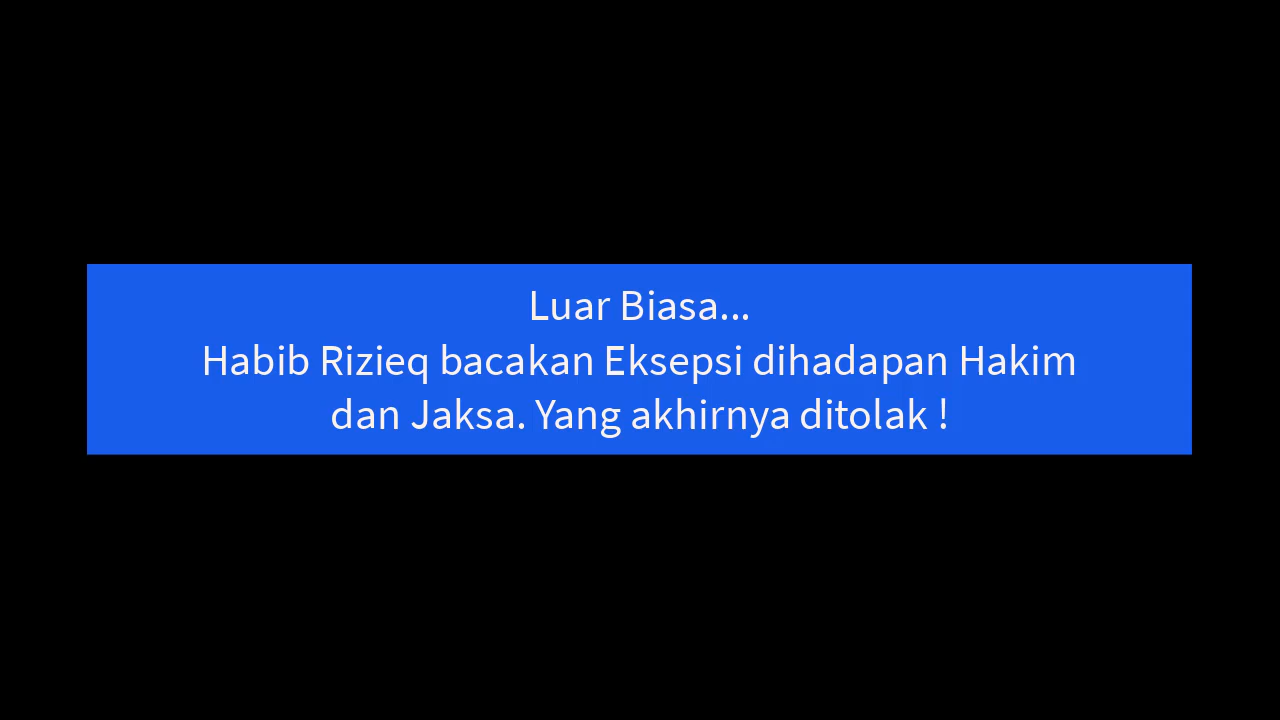 Luar Biasa...
Habib Rizieq bacakan Eksepsi dihadapan Hakim
dan Jaksa. Yang akhirnya ditolak !